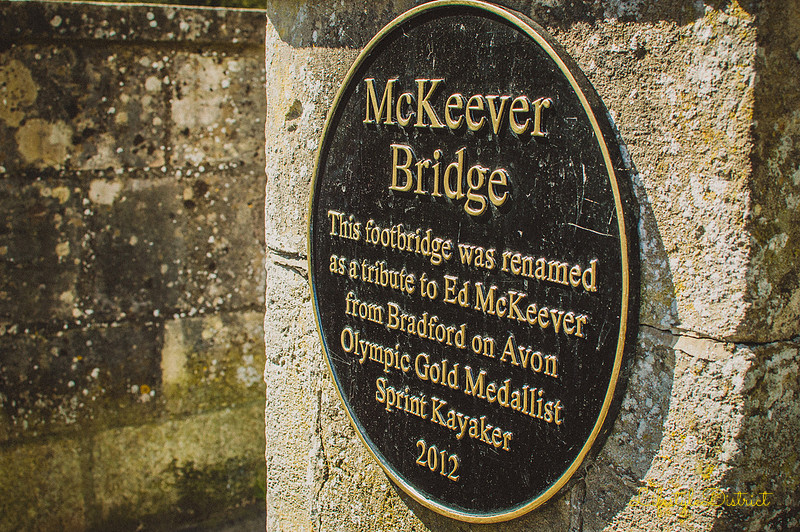 McKeever
Bridge
This footbridge was renamed
as a tribute to Ed McKeever
from Bradford on Avon
Olympic Gold Medallist
Sprint Kayaker
2012
District